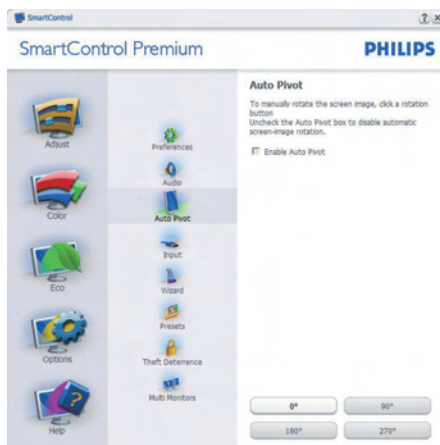 SmartControl
SmartControl Premium
PHILIPS
Adjust
Color
Eco
Options
Help
Preferences
Audio
Auto Pivot
Input
Wizard
Presets
Theft Deterrence
Multi Monitors
Auto Pivot
To manually rotate the screen image, click a rotation
button
Uncheck the Auto Pivot box to disable automatic
screen-image rotation.
Enable Auto Pivot
0°
90°
180°
270°